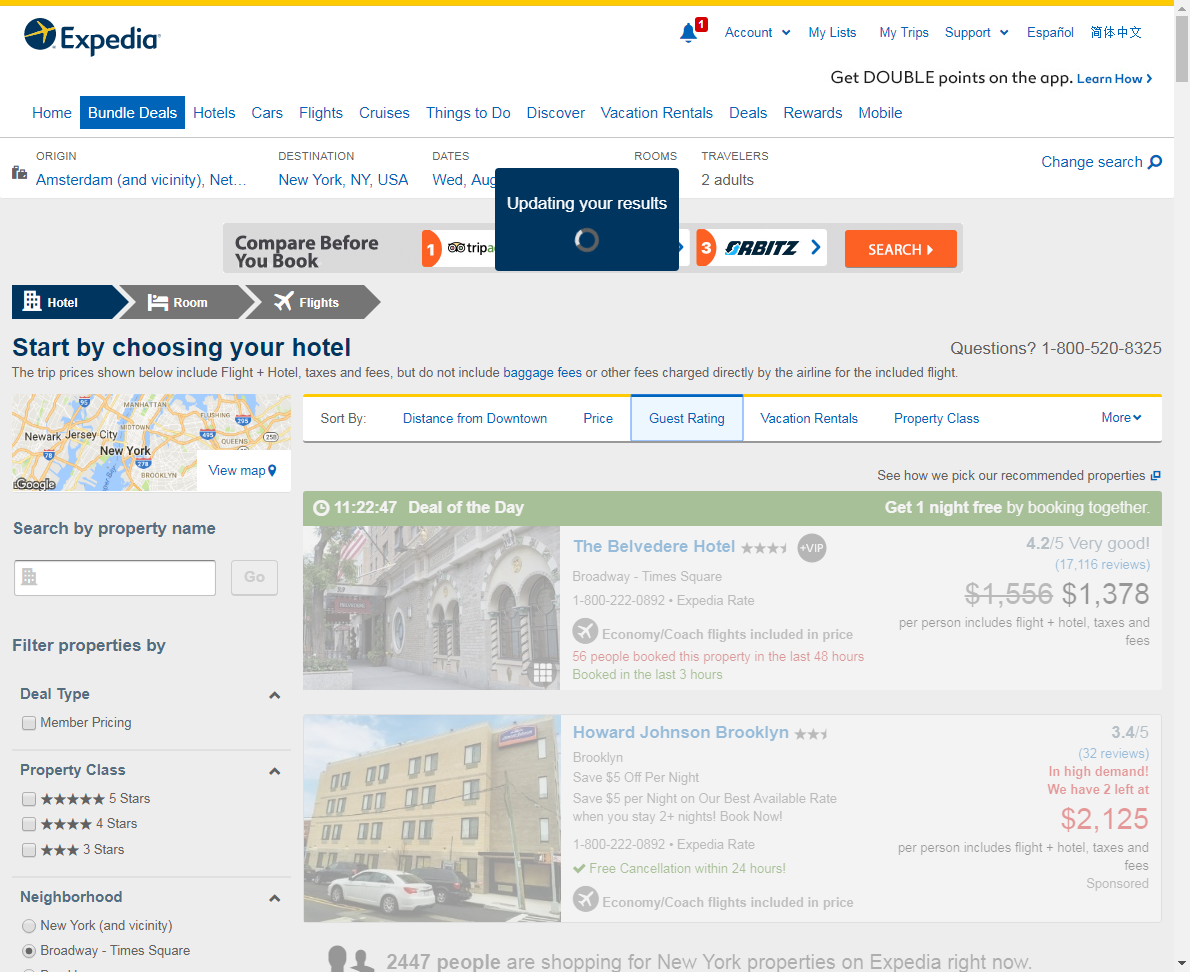 Expedia
1
Account
My Lists
My Trips
Support
Español
简体中文
Get DOUBLE points on the app. Learn How
Home
Bundle Deals
Hotels
Cars
Flights
Cruises
Things to Do
Discover
Vacation Rentals
Deals
Rewards
Mobile
ORIGIN
Amsterdam (and vicinity), Net...
DESTINATION
New York, NY, USA
DATES
Wed, Aug
ROOMS
TRAVELERS
2 adults
Change search
Updating your results
Compare Before
You Book
1
3 ORBITZ
SEARCH
Hotel
Room
Flights
Start by choosing your hotel
Questions? 1-800-520-8325
The trip prices shown below include Flight + Hotel, taxes and fees, but do not include baggage fees or other fees charged directly by the airline for the included flight.
MANHATTAN
95
FLUSHING
295
MIDTOWN
Newark
Jersey City
495
258
QUEENS
New York
78
278
BROOKLYN
Google
View map
Sort By:
Distance from Downtown
Price
Guest Rating
Vacation Rentals
Property Class
More
See how we pick our recommended properties
Search by property name
Go
Filter properties by
Deal Type
Member Pricing
Property Class
5 Stars
4 Stars
3 Stars
Neighborhood
New York (and vicinity)
Broadway - Times Square
11:22:47 Deal of the Day
Get 1 night free by booking together.
The Belvedere Hotel
+VIP
Broadway - Times Square
1-800-222-0892 • Expedia Rate
Economy/Coach flights included in price
56 people booked this property in the last 48 hours
Booked in the last 3 hours
4.2/5 Very good!
(17,116 reviews)
$1,556 $1,378
per person includes flight + hotel, taxes and
fees
Howard Johnson Brooklyn
Brooklyn
Save $5 Off Per Night
Save $5 per Night on Our Best Available Rate
when you stay 2+ nights! Book Now!
1-800-222-0892 • Expedia Rate
Free Cancellation within 24 hours!
Economy/Coach flights included in price
3.4/5
(32 reviews)
In high demand!
We have 2 left at
$2,125
per person includes flight + hotel, taxes and
fees
Sponsored
2447 people are shopping for New York properties on Expedia right now.